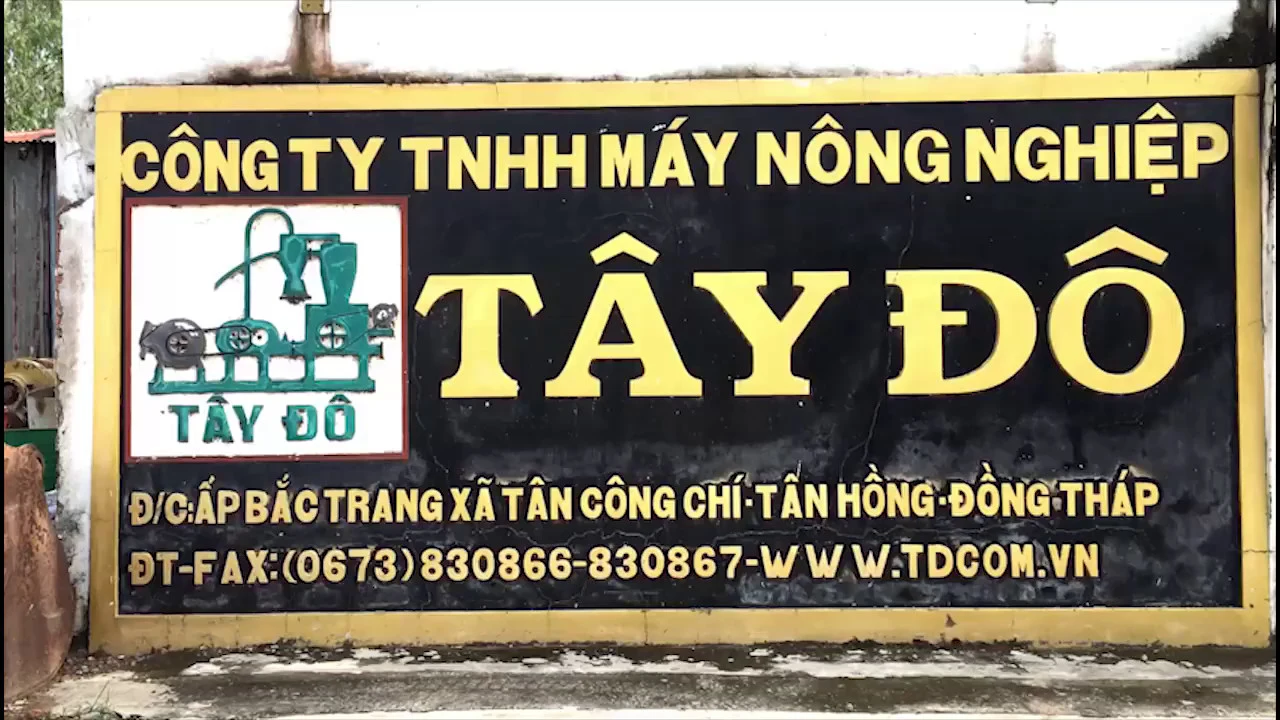 CÔNG TY TNHH MÁY NÔNG NGHIỆP
TÂY ĐÔ
TÂY ĐÔ
Đ/C:ẤP BẮC TRANG XÃ TÂN CÔNG CHÍ-TÂN HỒNG-ĐỒNG-THÁP
ĐT-FAX:(0673)830866-830867-WWW.TDCOM.VN